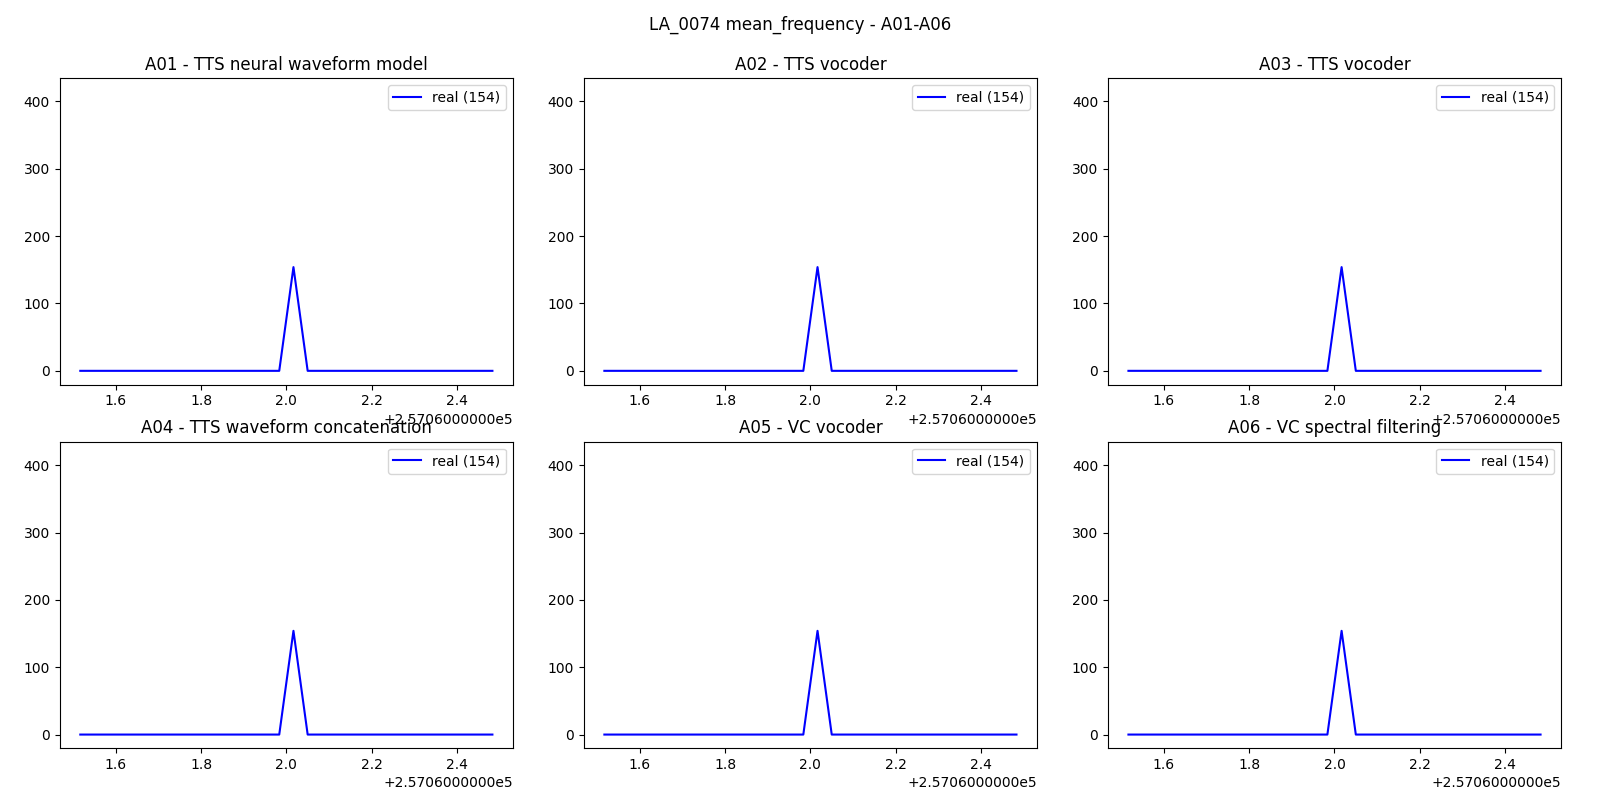 LA_0074 mean_frequency - A01-A06
A01 - TTS neural waveform model
A02 - TTS vocoder
A03 - TTS vocoder
real (154)
real (154)
real (154)
400
300
200
100
0
400
300
200
100
0
400
300
200
100
0
1.6 1.8 2.0 2.2 2.4
1.6 1.8 2.0 2.2 2.4
1.6 1.8 2.0 2.2 2.4
+2.5706000000e5
+2.5706000000e5
+2.5706000000e5
A04 - TTS waveform concatenation
A05 - VC vocoder
A06 - VC spectral filtering
real (154)
real (154)
real (154)
400
300
200
100
0
400
300
200
100
0
400
300
200
100
0
1.6 1.8 2.0 2.2 2.4
1.6 1.8 2.0 2.2 2.4
1.6 1.8 2.0 2.2 2.4
+2.5706000000e5
+2.5706000000e5
+2.5706000000e5